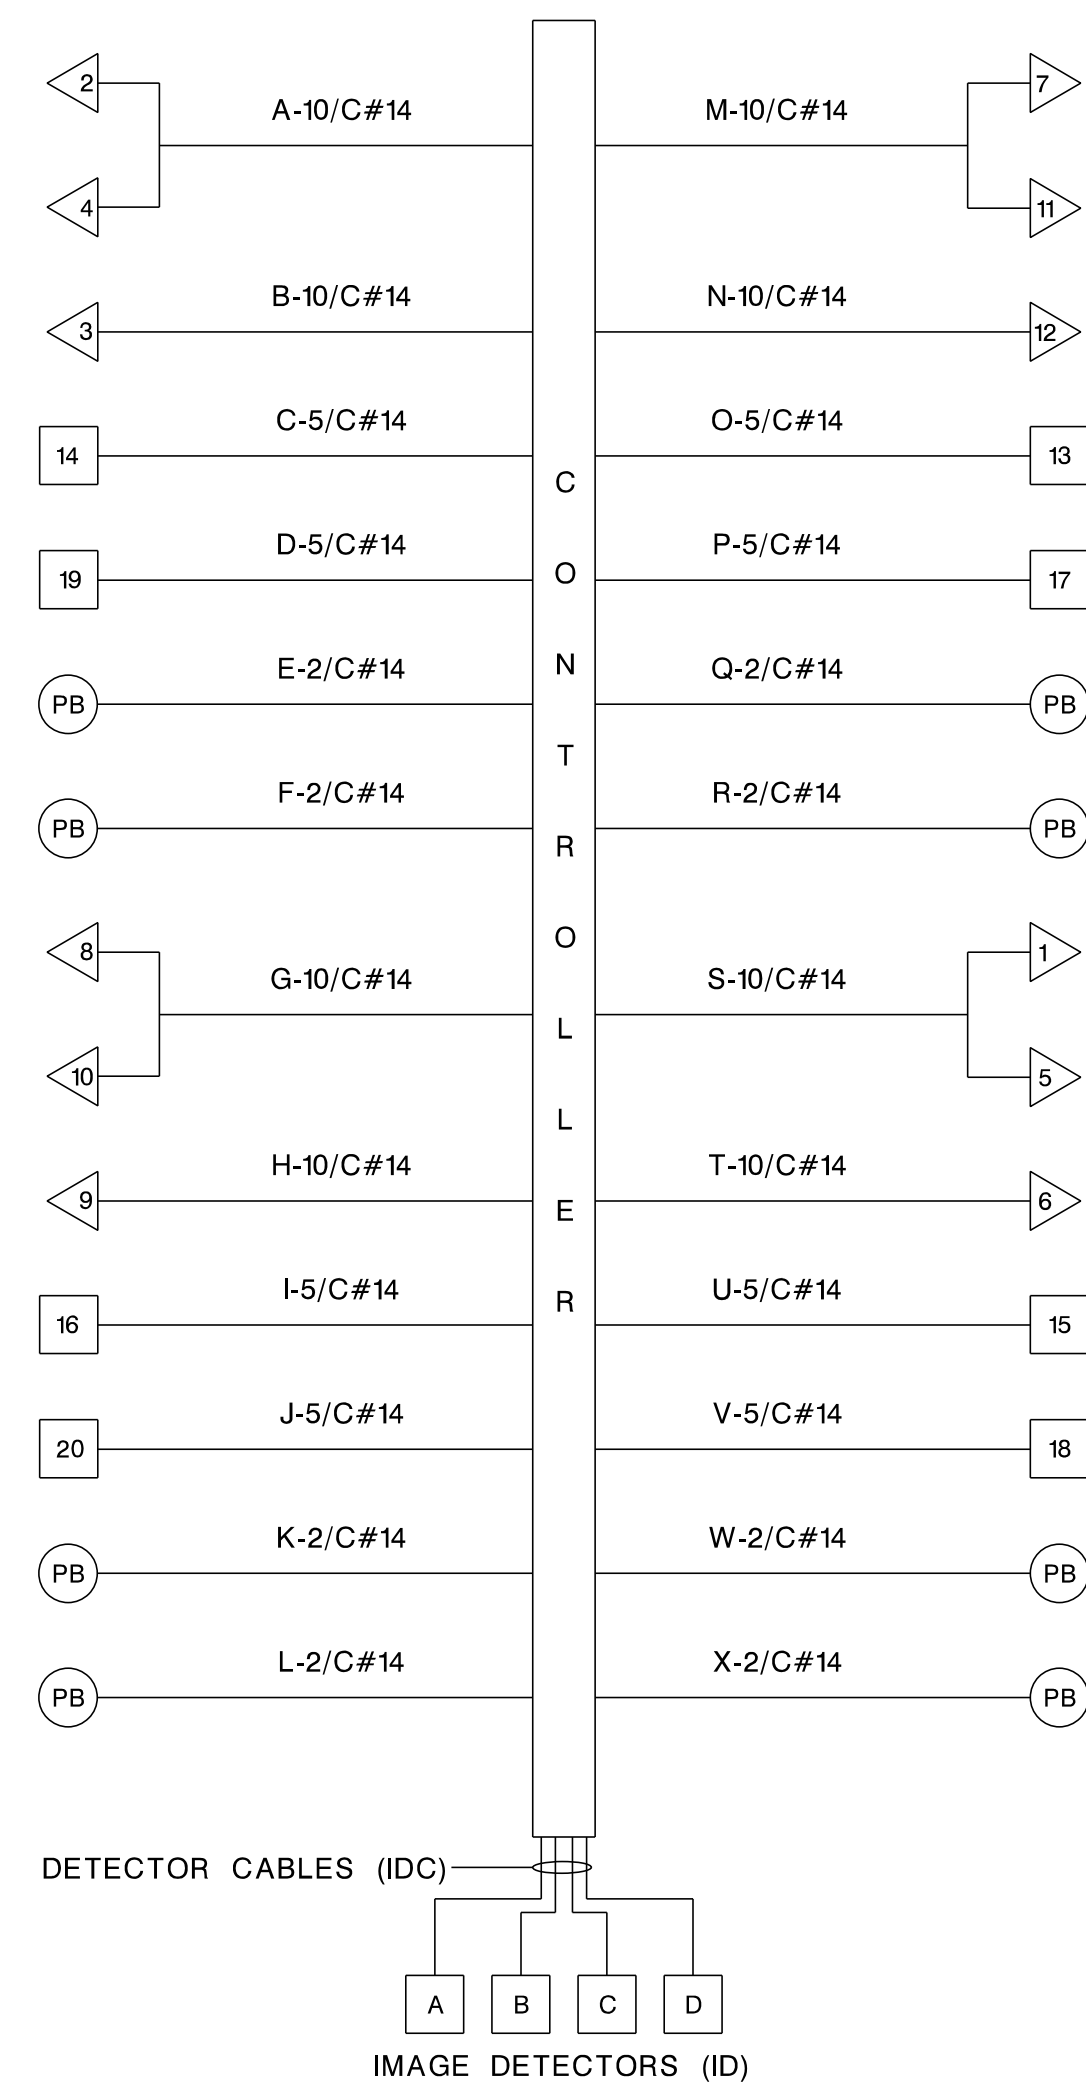 2 A-10/C#14 M-10/C#14 7
4 11
3 B-10/C#14 N-10/C#14 12
14 C-5/C#14 O-5/C#14 13
19 D-5/C#14 P-5/C#14 17
PB E-2/C#14 Q-2/C#14 PB
PB F-2/C#14 R-2/C#14 PB
8 G-10/C#14 S-10/C#14 1
10 5
9 H-10/C#14 T-10/C#14 6
16 I-5/C#14 U-5/C#14 15
20 J-5/C#14 V-5/C#14 18
PB K-2/C#14 W-2/C#14 PB
PB L-2/C#14 X-2/C#14 PB
CONTROLLER
DETECTOR CABLES (IDC)
A B C D
IMAGE DETECTORS (ID)